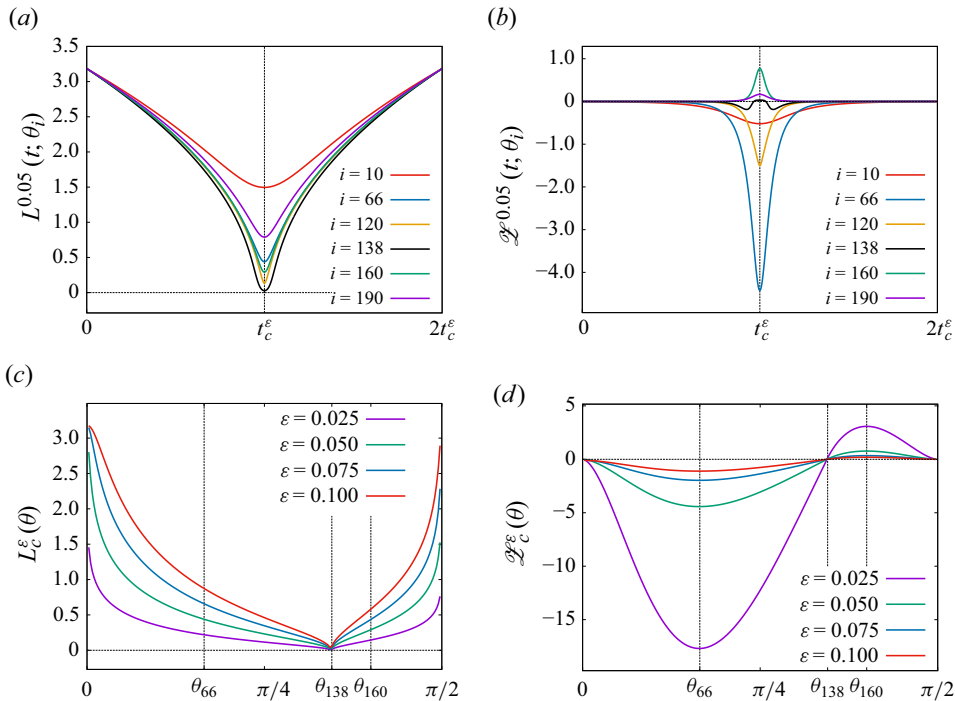 (a)
L^0.05 (t; θ_i)
3.5
3.0
2.5
2.0
1.5
1.0
0.5
0
i = 10
i = 66
i = 120
i = 138
i = 160
i = 190
0
t_c^ε
2t_c^ε
(b)
ℒ^0.05 (t; θ_i)
1.0
0
−1.0
−2.0
−3.0
−4.0
i = 10
i = 66
i = 120
i = 138
i = 160
i = 190
0
t_c^ε
2t_c^ε
(c)
L_c^ε (θ)
3.0
2.5
2.0
1.5
1.0
0.5
0
ε = 0.025
ε = 0.050
ε = 0.075
ε = 0.100
0
θ_66
π/4
θ_138
θ_160
π/2
(d)
ℒ_c^ε (θ)
5
0
−5
−10
−15
ε = 0.025
ε = 0.050
ε = 0.075
ε = 0.100
0
θ_66
π/4
θ_138
θ_160
π/2